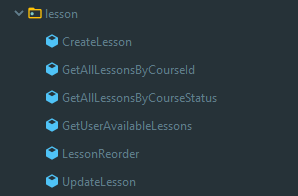 lesson
CreateLesson
GetAllLessonsByCourseId
GetAllLessonsByCourseStatus
GetUserAvailableLessons
LessonReorder
UpdateLesson